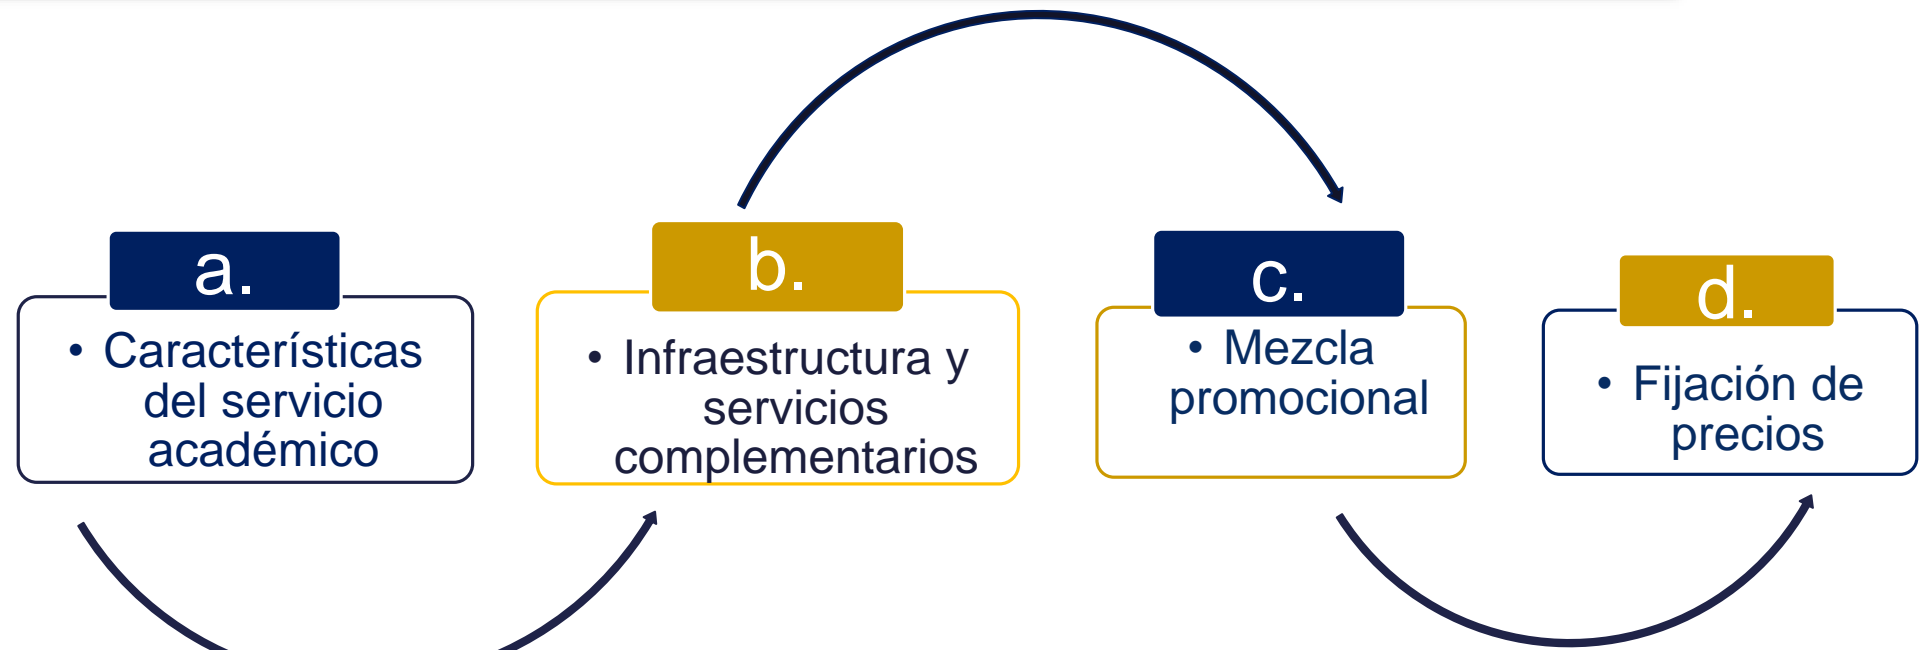 a.
• Características
del servicio
académico
b.
• Infraestructura y
servicios
complementarios
c.
• Mezcla
promocional
d.
• Fijación de
precios